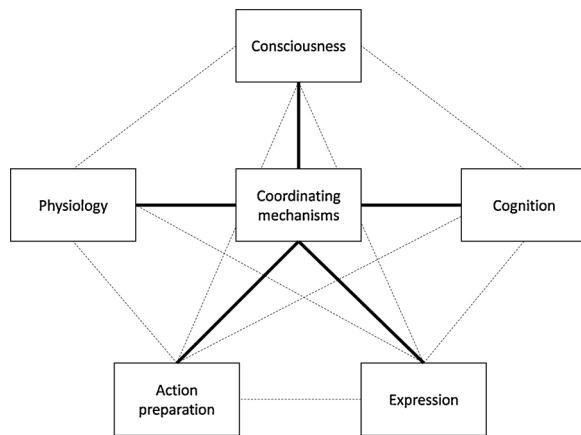 Consciousness
Physiology
Coordinating
mechanisms
Cognition
Action
preparation
Expression